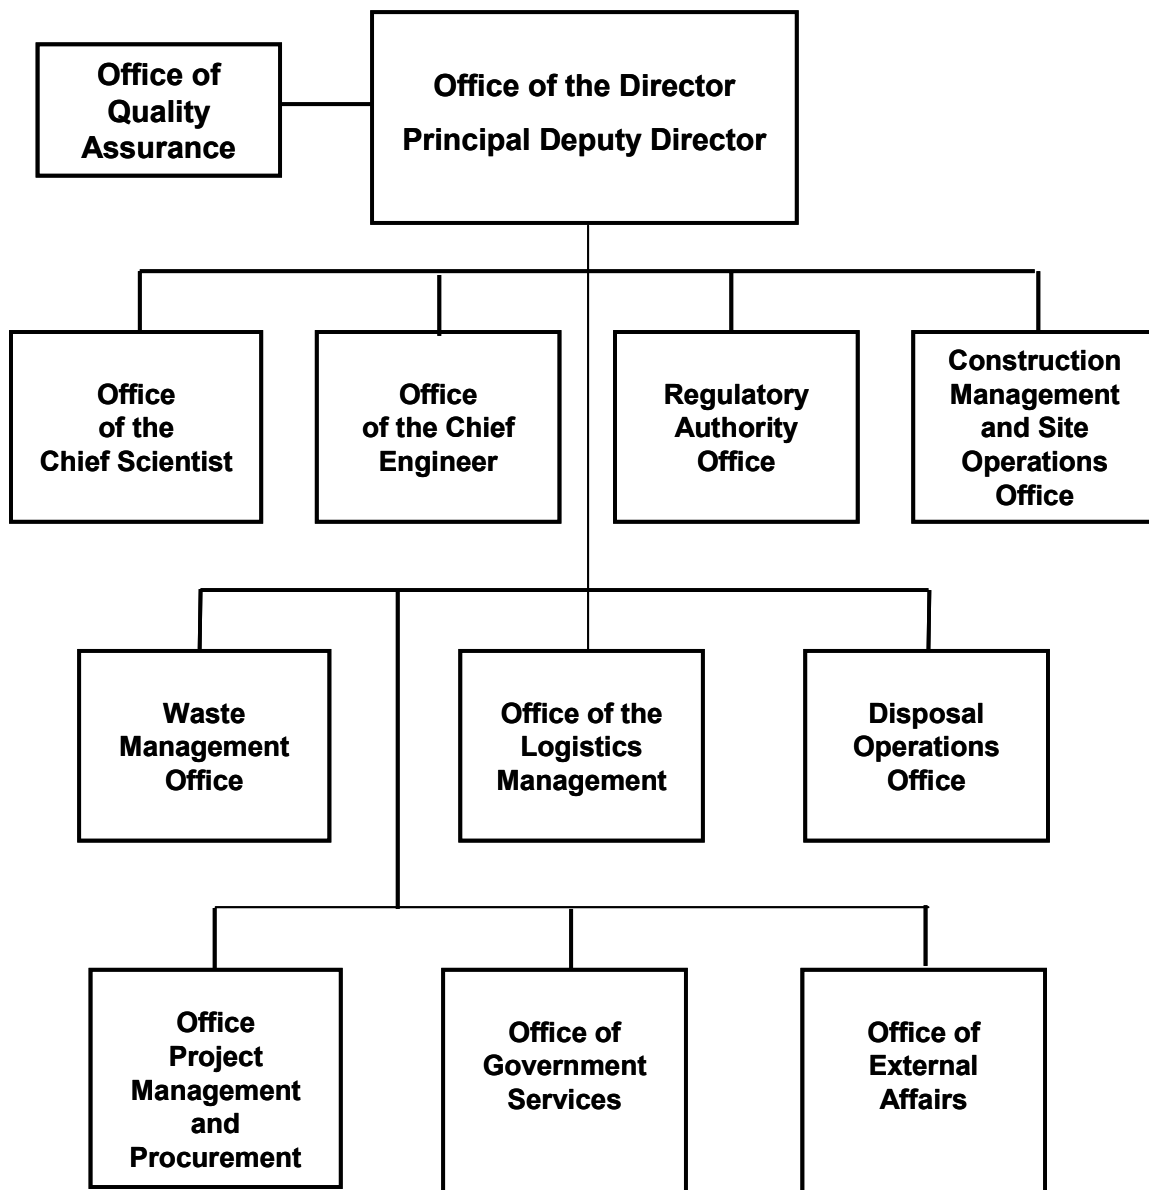 Office of
Quality
Assurance
Office of the Director
Principal Deputy Director
Office
of the
Chief Scientist
Office
of the Chief
Engineer
Regulatory
Authority
Office
Construction
Management
and Site
Operations
Office
Waste
Management
Office
Office of the
Logistics
Management
Disposal
Operations
Office
Office
Project
Management
and
Procurement
Office of
Government
Services
Office of
External
Affairs